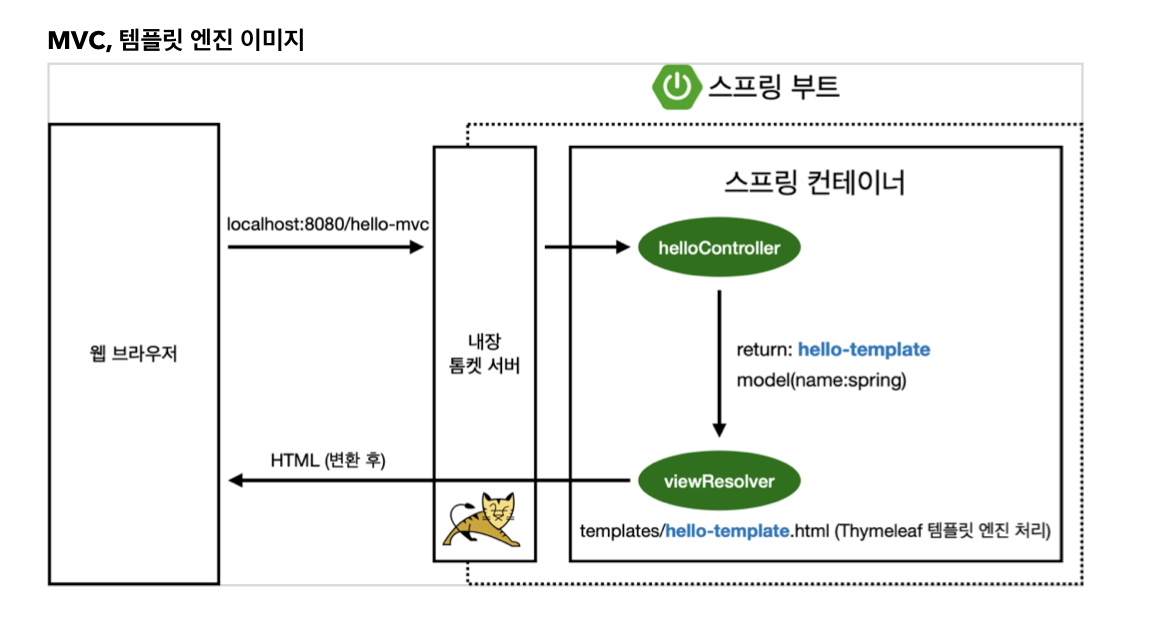 MVC, 템플릿 엔진 이미지
스프링 부트
스프링 컨테이너
localhost:8080/hello-mvc
helloController
웹 브라우저
내장
톰켓 서버
return: hello-template
model(name:spring)
HTML (변환 후)
viewResolver
templates/hello-template.html (Thymeleaf 템플릿 엔진 처리)